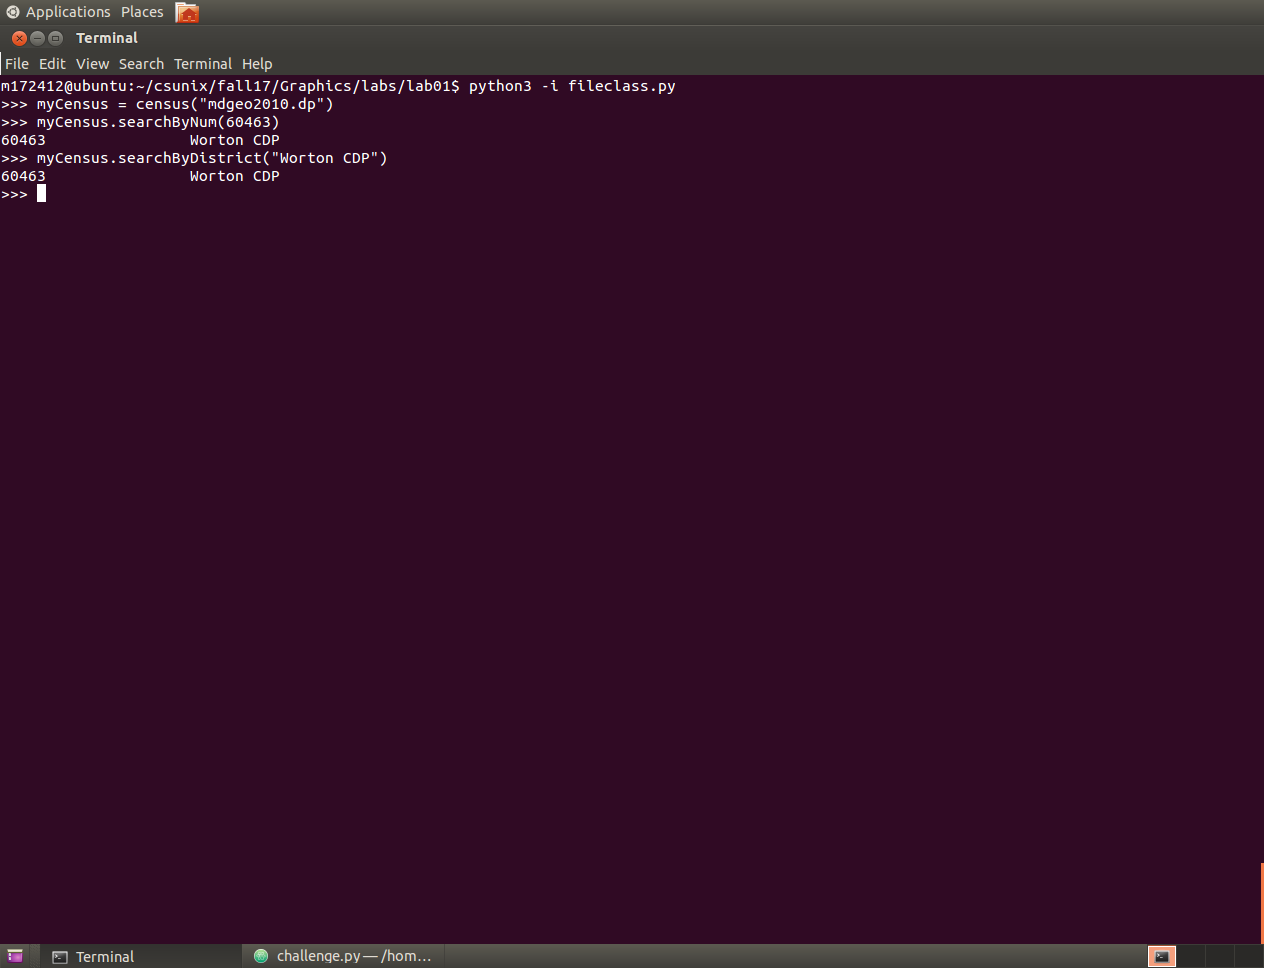 Applications Places
Terminal
File Edit View Search Terminal Help
m172412@ubuntu:~/csunix/fall17/Graphics/labs/lab01$ python3 -i fileclass.py
>>> myCensus = census("mdgeo2010.dp")
>>> myCensus.searchByNum(60463)
60463                Worton CDP
>>> myCensus.searchByDistrict("Worton CDP")
60463                Worton CDP
>>>
Terminal challenge.py — /hom...